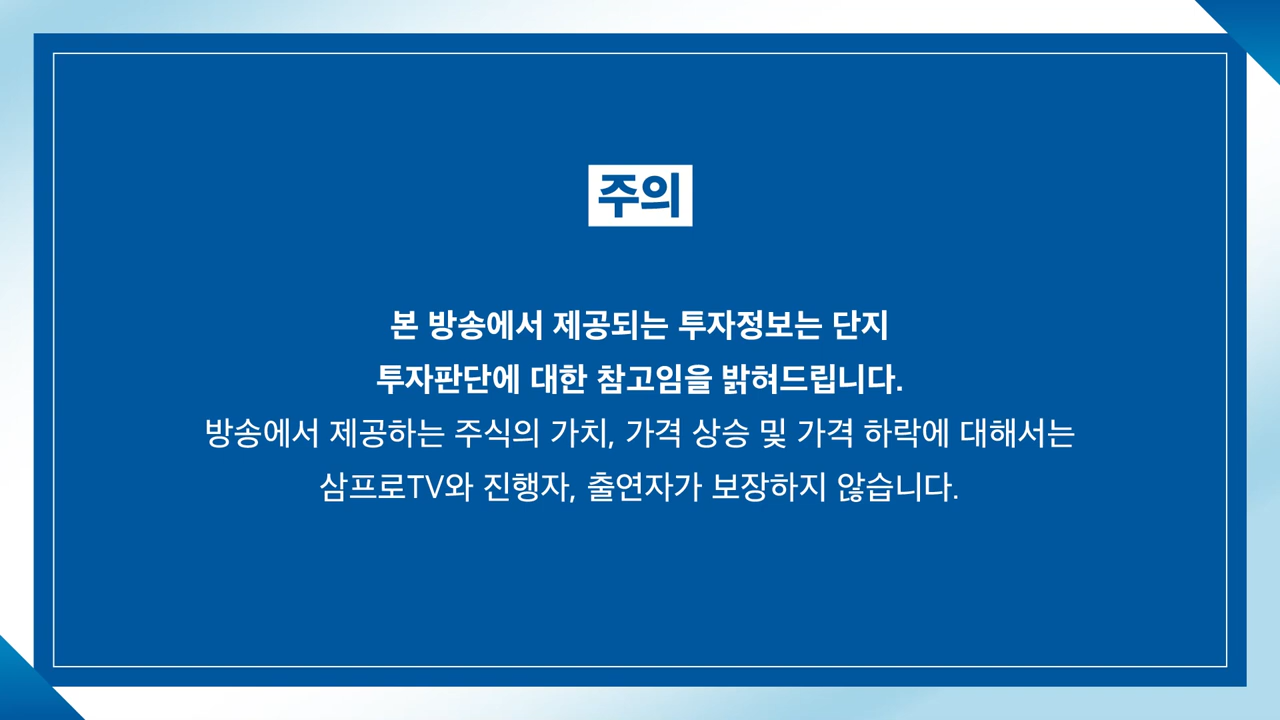 주의
본 방송에서 제공되는 투자정보는 단지
투자판단에 대한 참고임을 밝혀드립니다.
방송에서 제공하는 주식의 가치, 가격 상승 및 가격 하락에 대해서는
삼프로TV와 진행자, 출연자가 보장하지 않습니다.